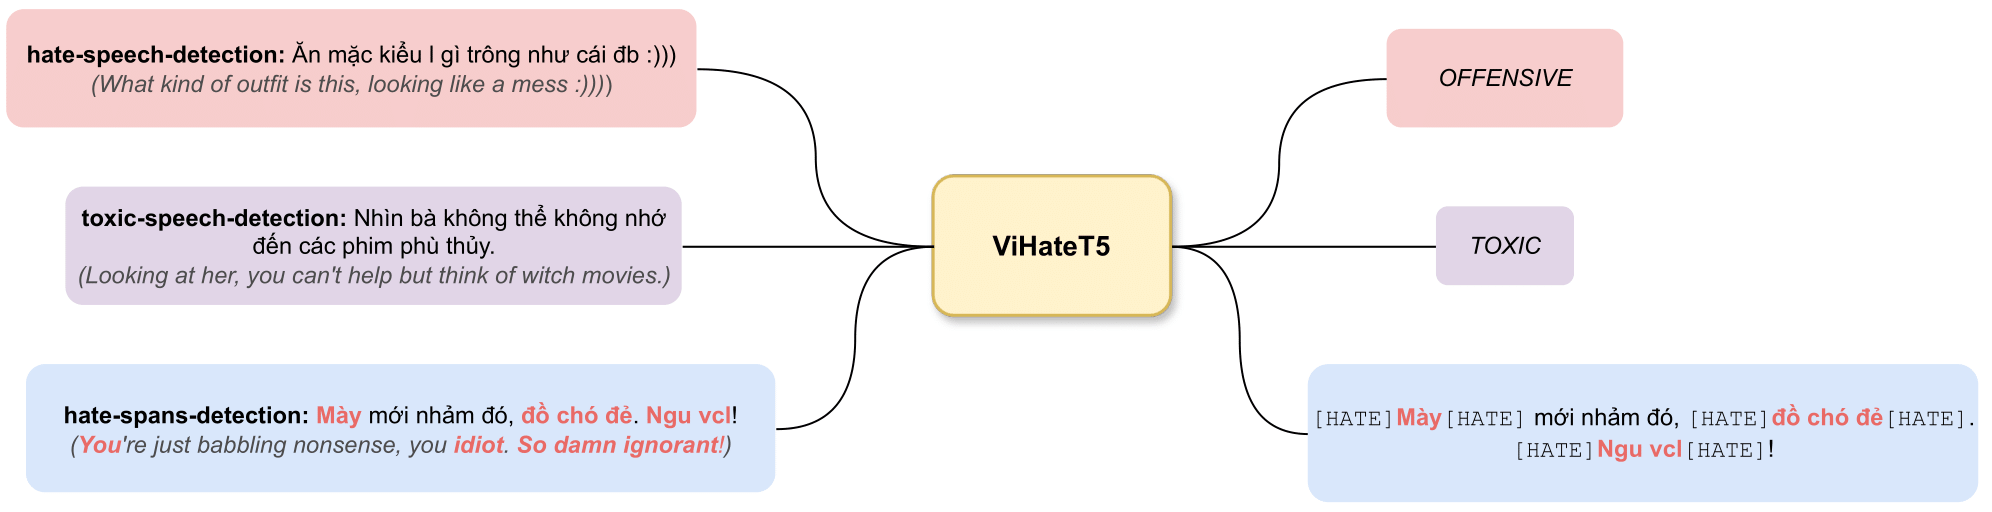 hate-speech-detection: Ăn mặc kiểu l gì trông như cái đb :)))
(What kind of outfit is this, looking like a mess :))))
toxic-speech-detection: Nhìn bà không thể không nhớ
đến các phim phù thủy.
(Looking at her, you can't help but think of witch movies.)
hate-spans-detection: Mày mới nhảm đó, đồ chó đẻ. Ngu vcl!
(You're just babbling nonsense, you idiot. So damn ignorant!)
ViHateT5
OFFENSIVE
TOXIC
[HATE]Mày[HATE] mới nhảm đó, [HATE]đồ chó đẻ[HATE].
[HATE]Ngu vcl[HATE]!